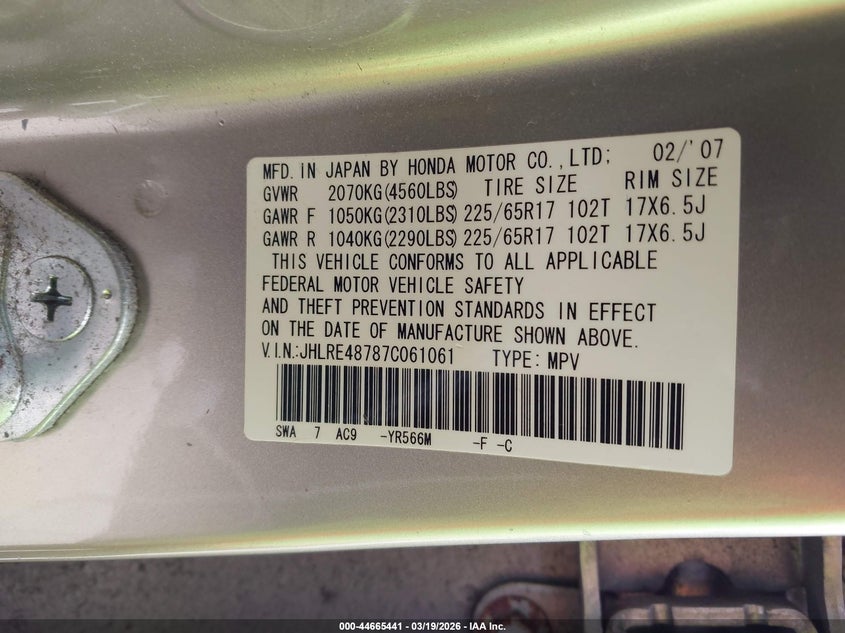 MFD. IN JAPAN BY HONDA MOTOR CO., LTD; 02/'07
GVWR 2070KG(4560LBS) TIRE SIZE RIM SIZE
GAWR F 1050KG(2310LBS) 225/65R17 102T 17X6.5J
GAWR R 1040KG(2290LBS) 225/65R17 102T 17X6.5J
THIS VEHICLE CONFORMS TO ALL APPLICABLE
FEDERAL MOTOR VEHICLE SAFETY
AND THEFT PREVENTION STANDARDS IN EFFECT
ON THE DATE OF MANUFACTURE SHOWN ABOVE.
V.I.N.:JHLRE48787C061061 TYPE: MPV
SWA 7 AC9 -YR566M -F -C
000-44665441 - 03/19/2026 - IAA Inc.